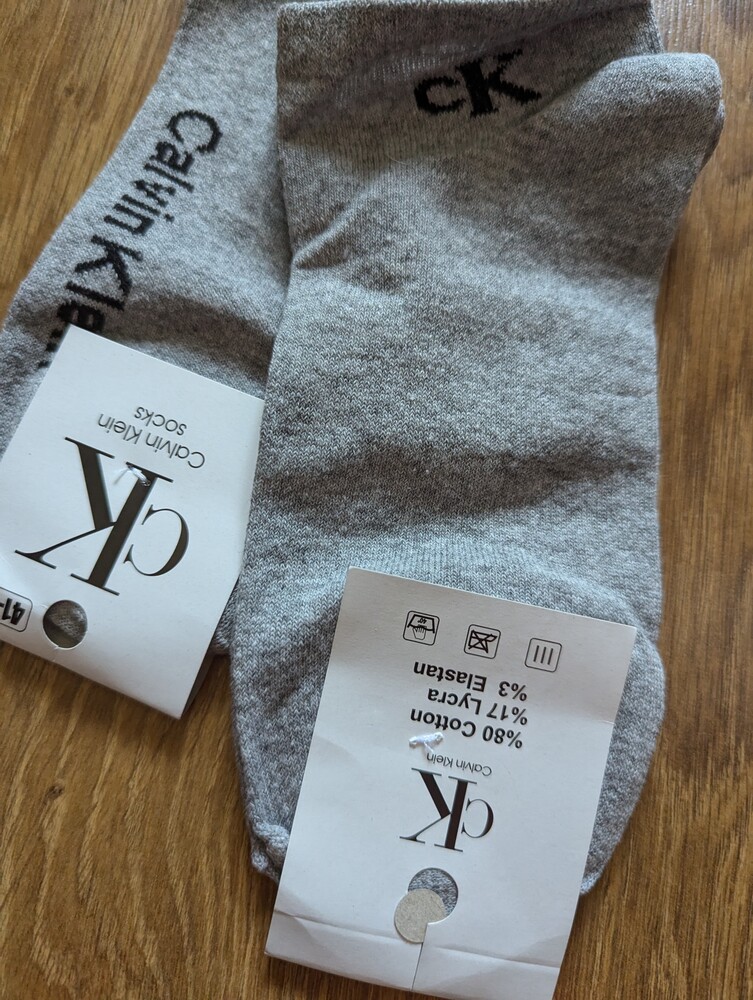 Calvin Klein
CK
CK
Calvin Klein
socks
41-
CK
Calvin Klein
%80 Cotton
%17 Lycra
%3 Elastan